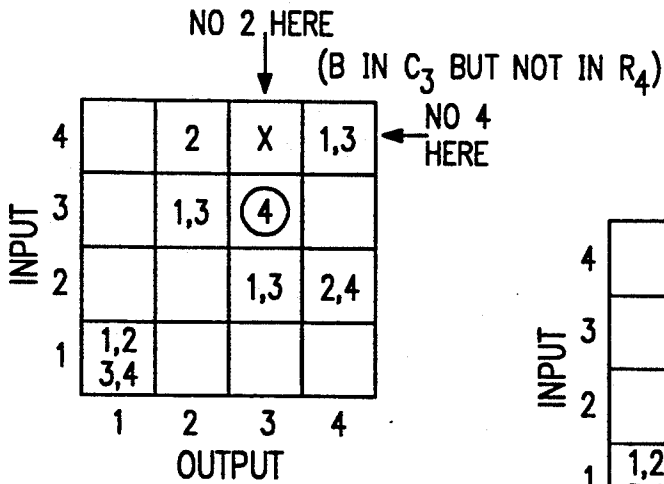 NO 2 HERE
(B IN C3 BUT NOT IN R4)
NO 4
HERE
4 2 X 1,3
3 1,3 4
2 1,3 2,4
1 1,2
3,4
1 2 3 4
INPUT
OUTPUT
4
3
2
1 1,2
INPUT